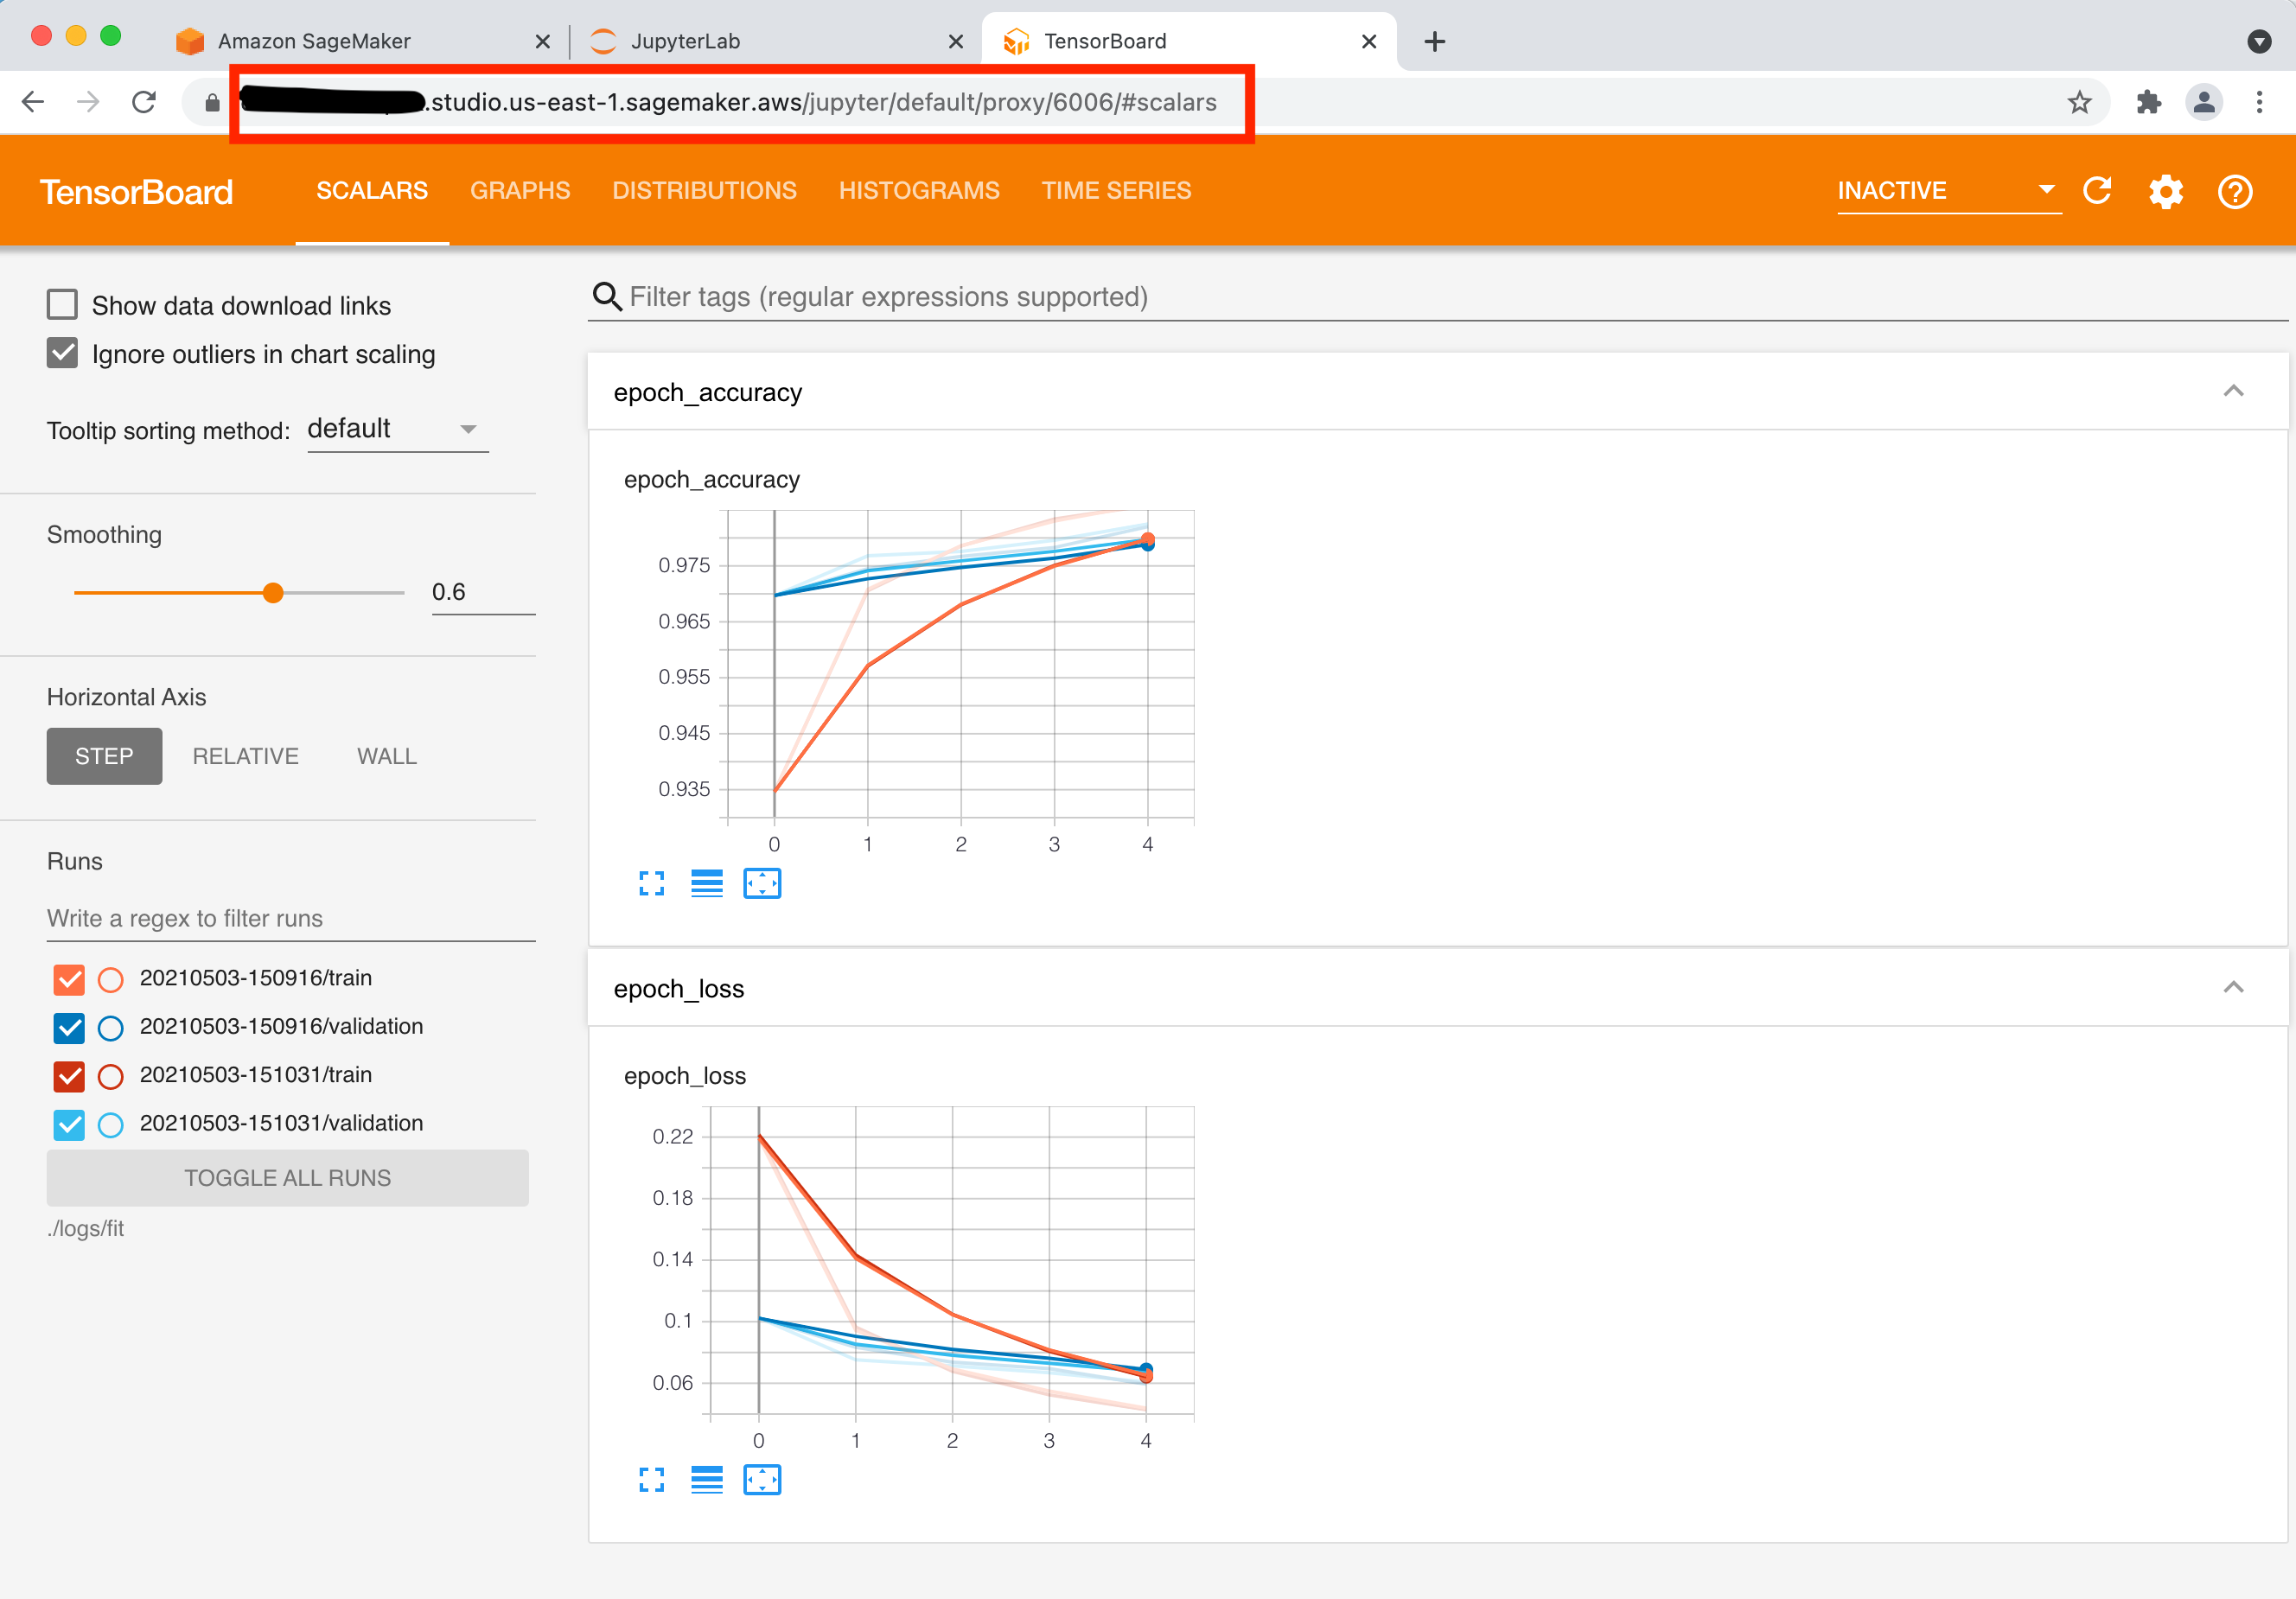 Amazon SageMaker
JupyterLab
TensorBoard
.studio.us-east-1.sagemaker.aws/jupyter/default/proxy/6006/#scalars
TensorBoard
SCALARS
GRAPHS
DISTRIBUTIONS
HISTOGRAMS
TIME SERIES
INACTIVE
Show data download links
Ignore outliers in chart scaling
Tooltip sorting method: default
Smoothing
0.6
Horizontal Axis
STEP
RELATIVE
WALL
Runs
Write a regex to filter runs
20210503-150916/train
20210503-150916/validation
20210503-151031/train
20210503-151031/validation
TOGGLE ALL RUNS
./logs/fit
Filter tags (regular expressions supported)
epoch_accuracy
epoch_accuracy
0.975
0.965
0.955
0.945
0.935
0 1 2 3 4
epoch_loss
epoch_loss
0.22
0.18
0.14
0.1
0.06
0 1 2 3 4